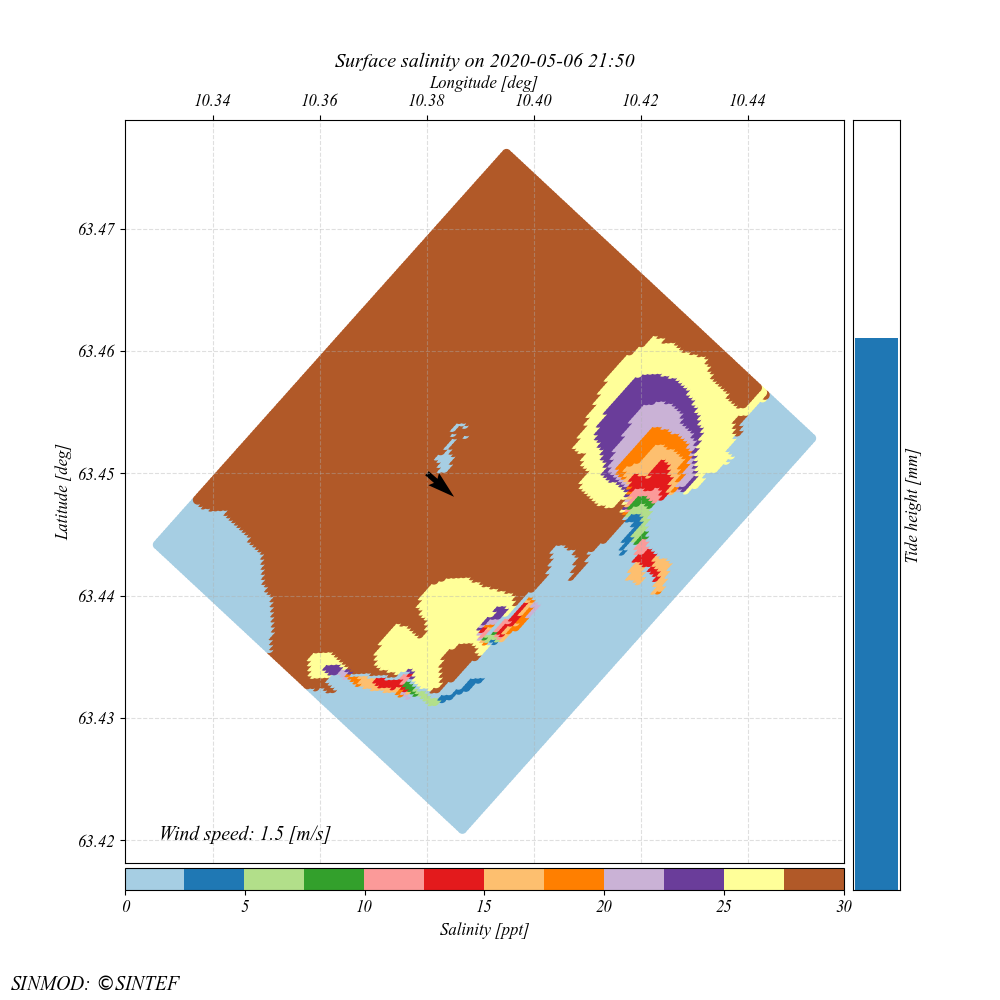 Surface salinity on 2020-05-06 21:50
Longitude [deg]
10.34 10.36 10.38 10.40 10.42 10.44
63.47
63.46
63.45
63.44
63.43
63.42
Latitude [deg]
Tide height [mm]
Wind speed: 1.5 [m/s]
0 5 10 15 20 25 30
Salinity [ppt]
SINMOD: ©SINTEF